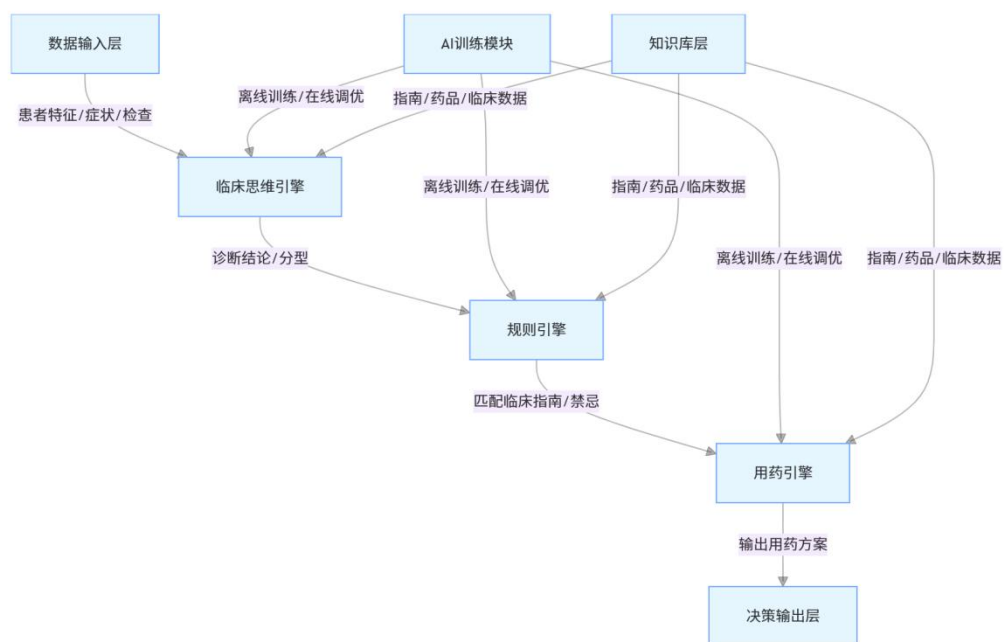 数据输入层
AI训练模块
知识库层
患者特征/症状/检查
离线训练/在线调优
指南/药品/临床数据
临床思维引擎
离线训练/在线调优
指南/药品/临床数据
诊断结论/分型
离线训练/在线调优
指南/药品/临床数据
规则引擎
匹配临床指南/禁忌
用药引擎
输出用药方案
决策输出层